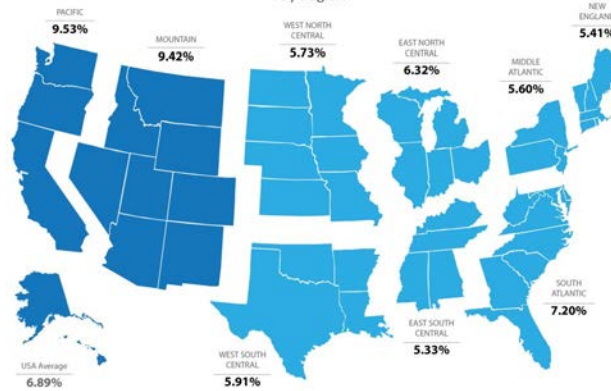 PACIFIC
9.53%
MOUNTAIN
9.42%
WEST NORTH
CENTRAL
5.73%
EAST NORTH
CENTRAL
6.32%
MIDDLE
ATLANTIC
5.60%
NEW
ENGLAND
5.41%
SOUTH
ATLANTIC
7.20%
EAST SOUTH
CENTRAL
5.33%
WEST SOUTH
CENTRAL
5.91%
USA Average
6.89%